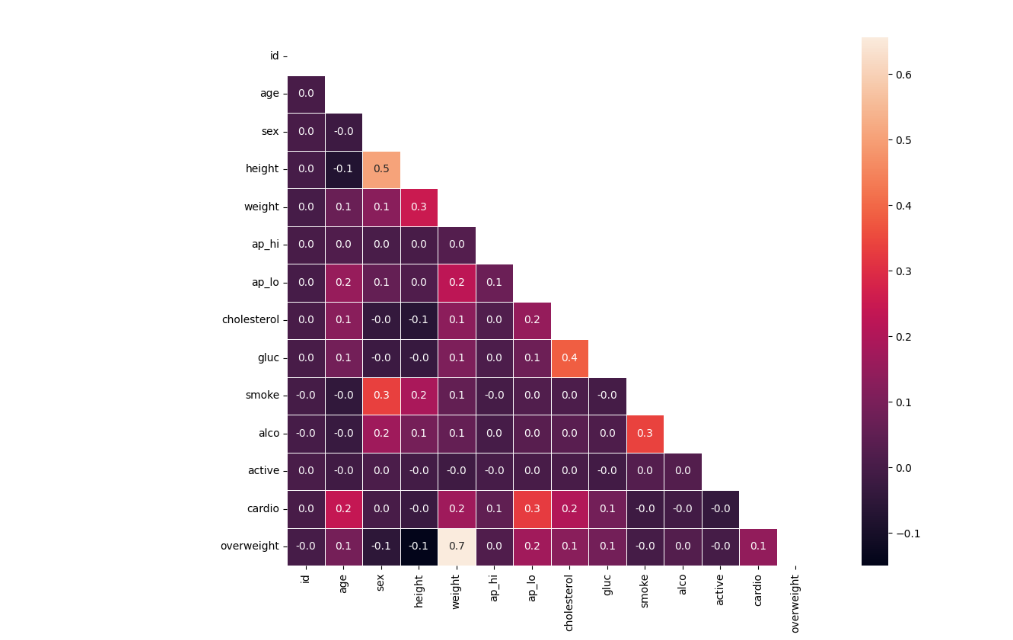 id
age 0.0
sex 0.0 -0.0
height 0.0 -0.1 0.5
weight 0.0 0.1 0.1 0.3
ap_hi 0.0 0.0 0.0 0.0 0.0
ap_lo 0.0 0.2 0.1 0.0 0.2 0.1
cholesterol 0.0 0.1 -0.0 -0.1 0.1 0.0 0.2
gluc 0.0 0.1 -0.0 -0.0 0.1 0.0 0.1 0.4
smoke -0.0 -0.0 0.3 0.2 0.1 -0.0 0.0 0.0 -0.0
alco -0.0 -0.0 0.2 0.1 0.1 0.0 0.0 0.0 0.0 0.3
active 0.0 -0.0 0.0 -0.0 -0.0 -0.0 0.0 0.0 -0.0 0.0 0.0
cardio 0.0 0.2 0.0 -0.0 0.2 0.1 0.3 0.2 0.1 -0.0 -0.0 -0.0
overweight -0.0 0.1 -0.1 -0.1 0.7 0.0 0.2 0.1 0.1 -0.0 0.0 -0.0 0.1
id age sex height weight ap_hi ap_lo cholesterol gluc smoke alco active cardio overweight
0.6
0.5
0.4
0.3
0.2
0.1
0.0
−0.1